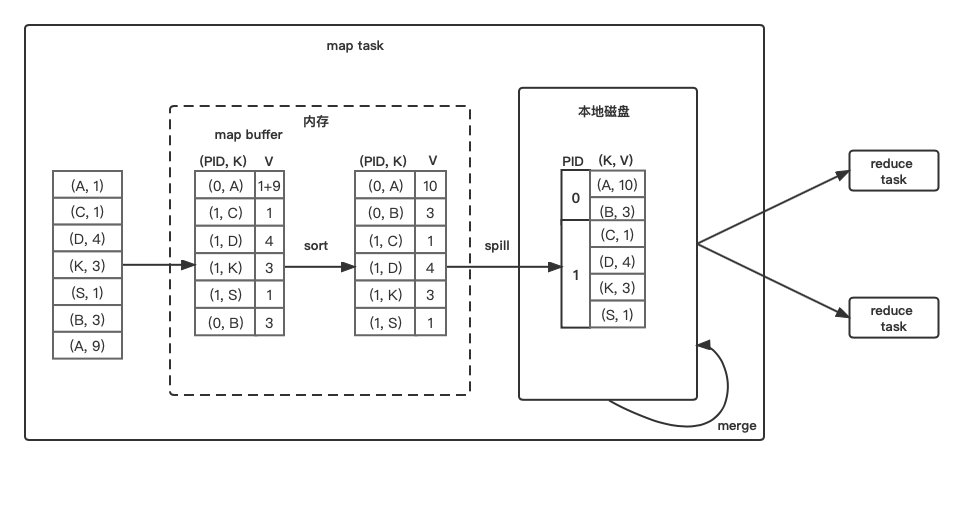 map task
内存
map buffer
(PID, K) V
(PID, K) V
本地磁盘
PID (K, V)
(A, 1)
(C, 1)
(D, 4)
(K, 3)
(S, 1)
(B, 3)
(A, 9)
(0, A) 1+9
(1, C) 1
(1, D) 4
(1, K) 3
(1, S) 1
(0, B) 3
sort
(0, A) 10
(0, B) 3
(1, C) 1
(1, D) 4
(1, K) 3
(1, S) 1
spill
0
(A, 10)
(B, 3)
1
(C, 1)
(D, 4)
(K, 3)
(S, 1)
merge
reduce
task
reduce
task